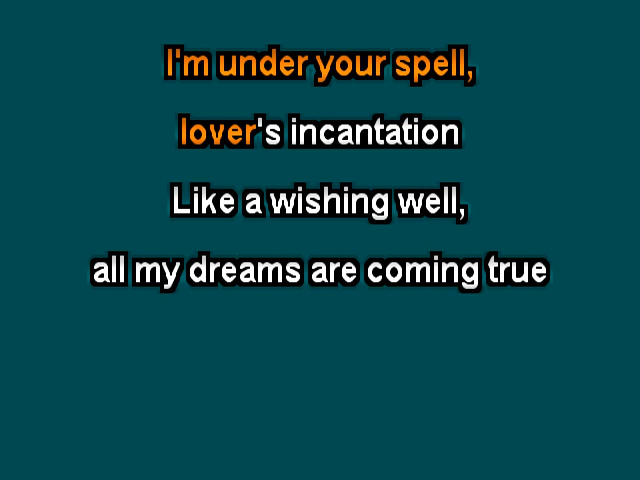 I'm under your spell,
lover's incantation
Like a wishing well,
all my dreams are coming true